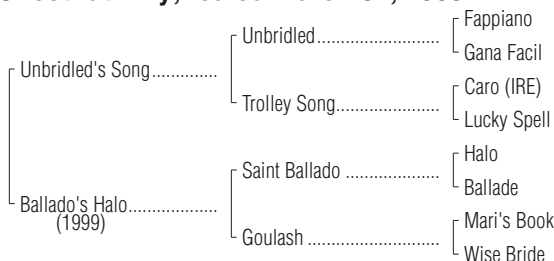 Fappiano
Unbridled..............................
Gana Facil
Unbridled's Song..............
Caro (IRE)
Trolley Song.........................
Lucky Spell
Halo
Saint Ballado .......................
Ballade
Ballado's Halo...................
(1999)
Mari's Book
Goulash ................................
Wise Bride